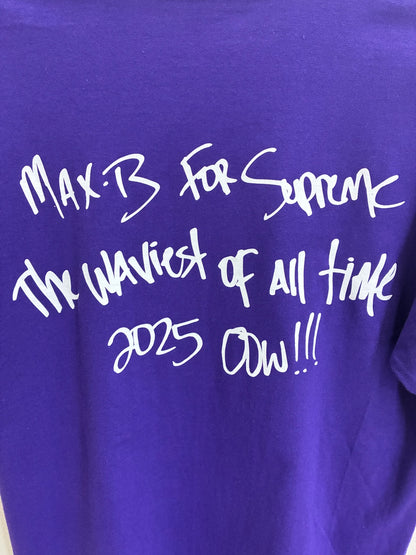 MAX·B FOR Supreme
The WAViest OF All time
2025 OOW!!!